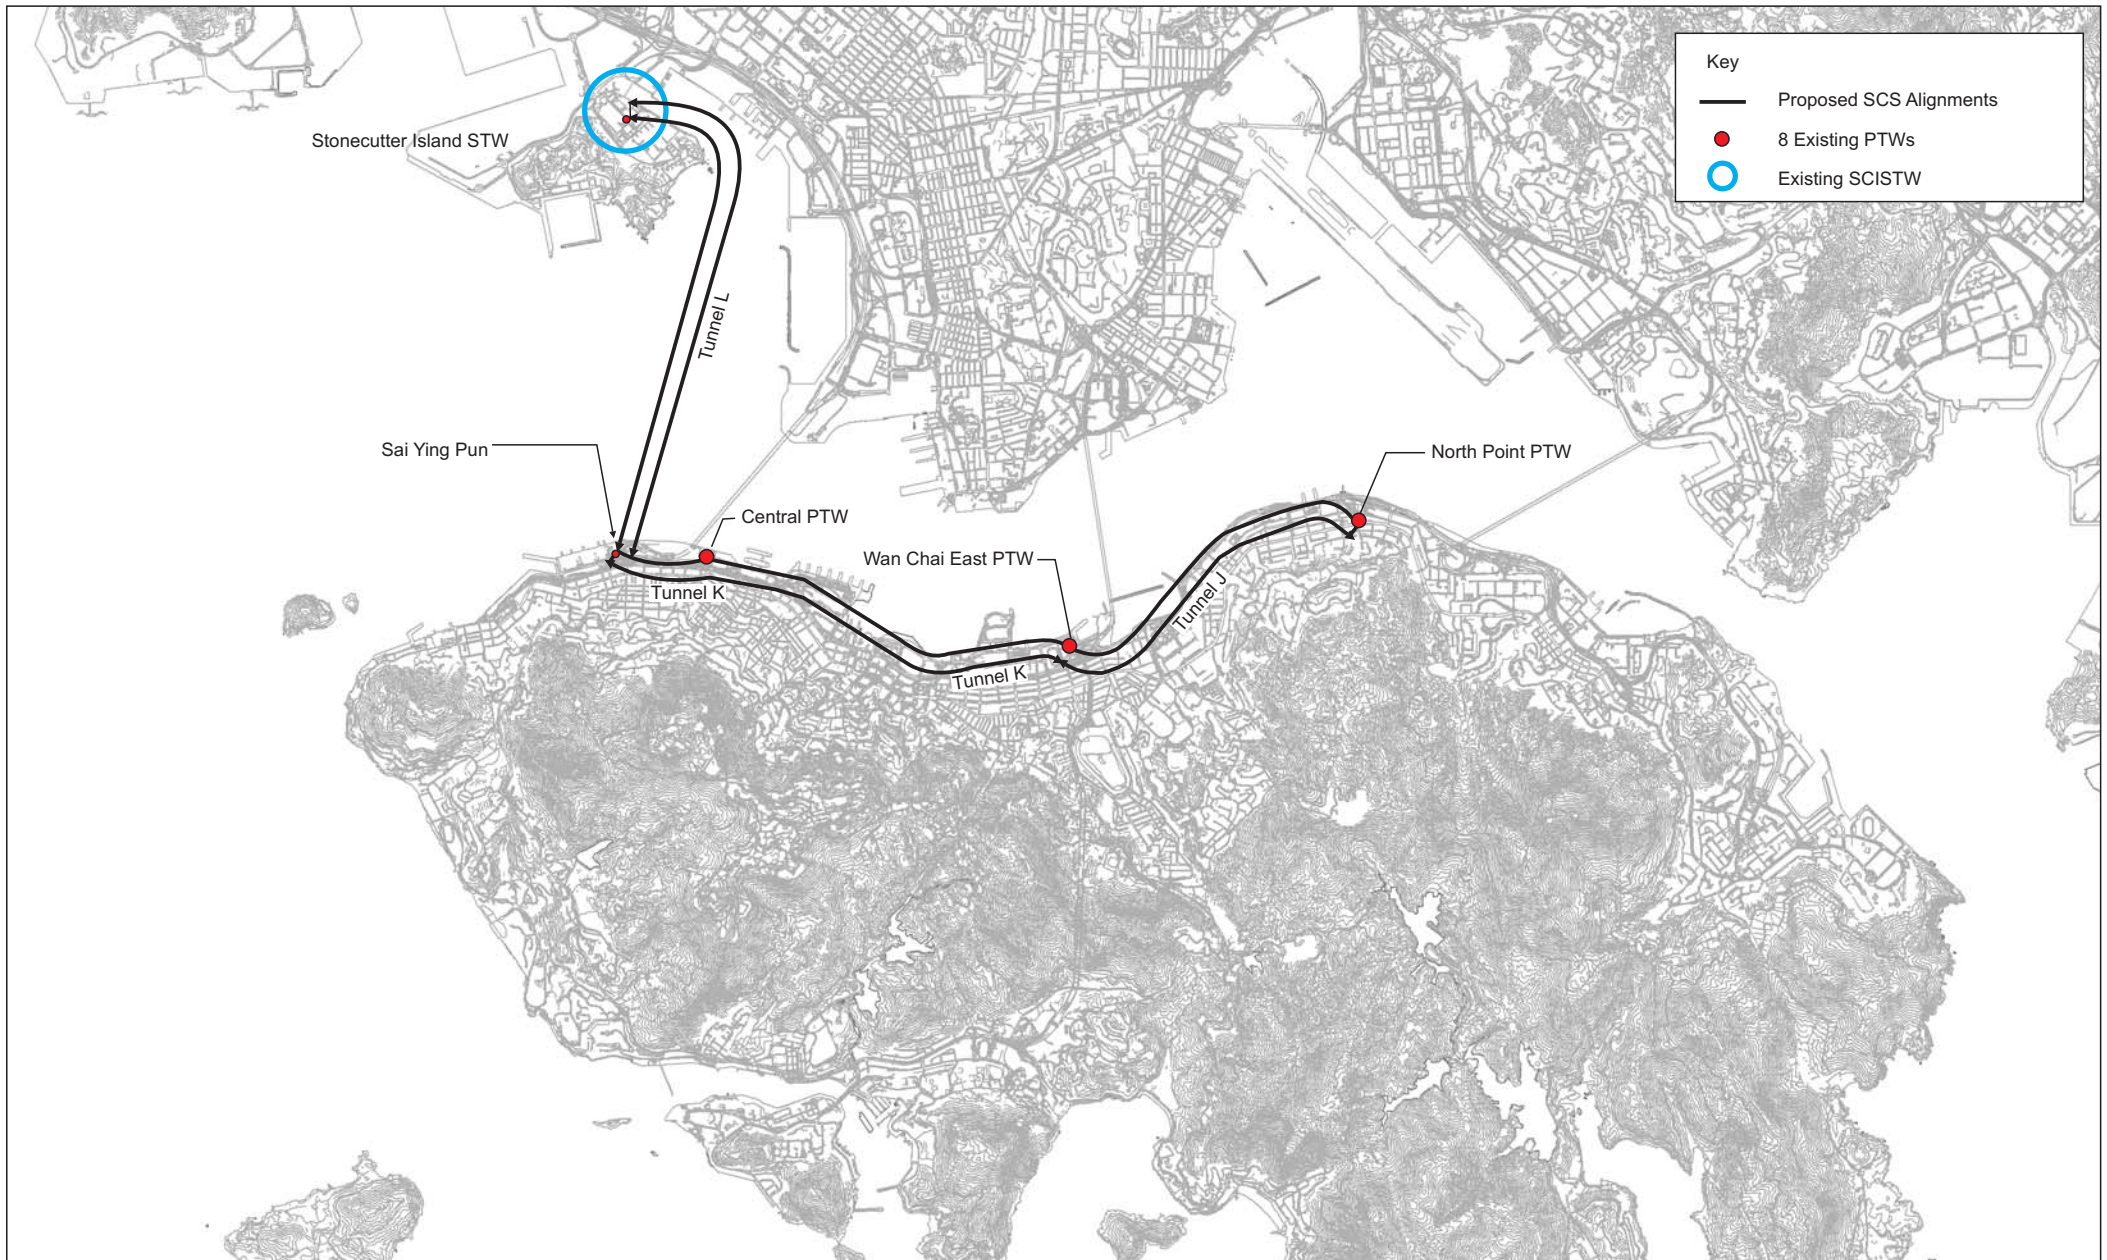 Key
Proposed SCS Alignments
8 Existing PTWs
Existing SCISTW
Stonecutter Island STW
Tunnel L
Sai Ying Pun
North Point PTW
Central PTW
Wan Chai East PTW
Tunnel K
Tunnel J
Tunnel K